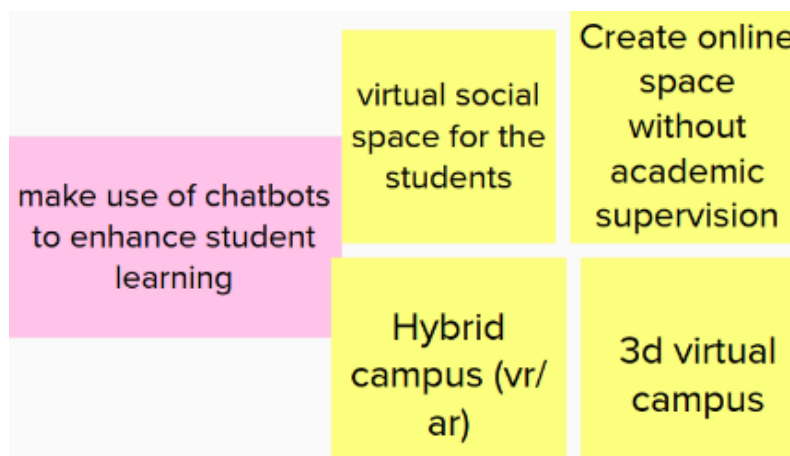 make use of chatbots
to enhance student
learning
virtual social
space for the
students
Create online
space
without
academic
supervision
Hybrid
campus (vr/
ar)
3d virtual
campus